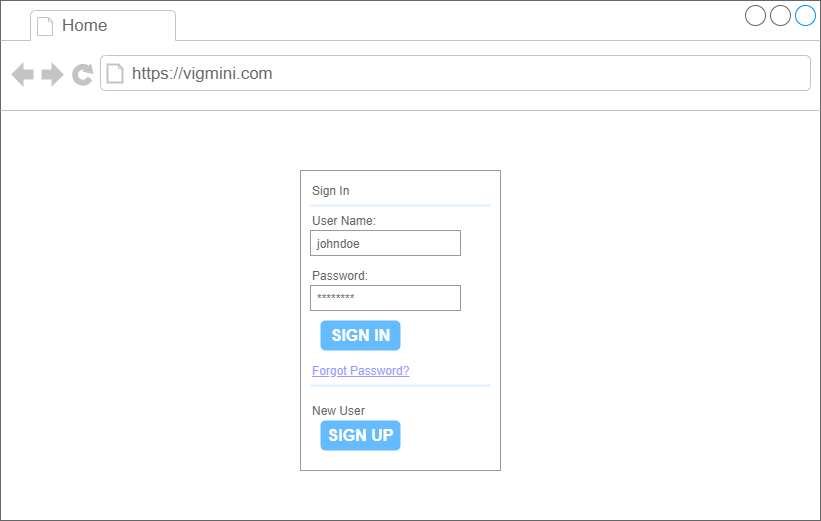 Home
https://vigmini.com
Sign In
User Name:
johndoe
Password:
********
SIGN IN
Forgot Password?
New User
SIGN UP